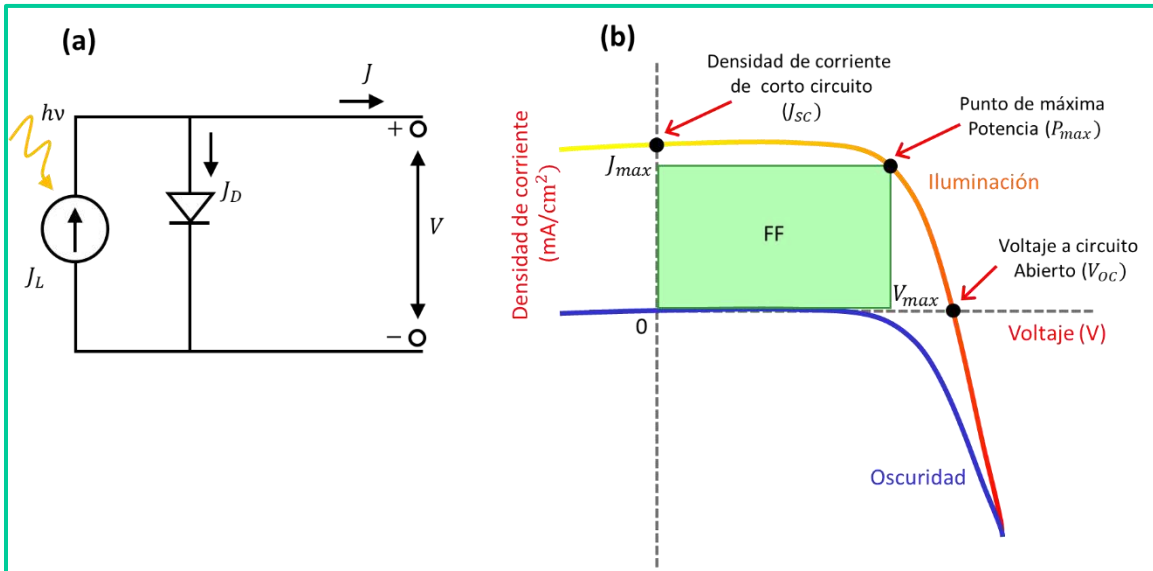 (a)
J
hν
+
J_D
V
J_L
−
(b)
Densidad de corriente
de corto circuito
(J_SC)
Punto de máxima
Potencia (P_max)
Densidad de corriente
(mA/cm²)
J_max
Iluminación
FF
Voltaje a circuito
Abierto (V_OC)
V_max
0
Voltaje (V)
Oscuridad